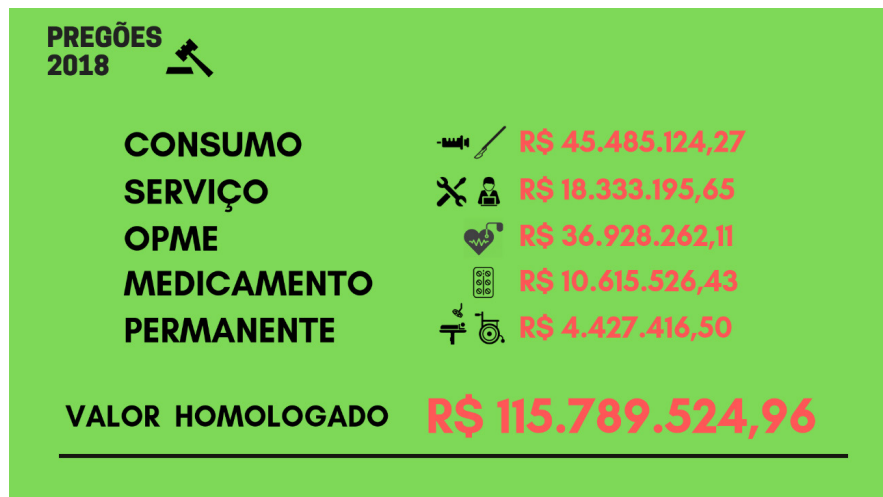 PREGÕES
2018
CONSUMO R$ 45.485.124,27
SERVIÇO R$ 18.333.195,65
OPME R$ 36.928.262,11
MEDICAMENTO R$ 10.615.526,43
PERMANENTE R$ 4.427.416,50
VALOR HOMOLOGADO R$ 115.789.524,96